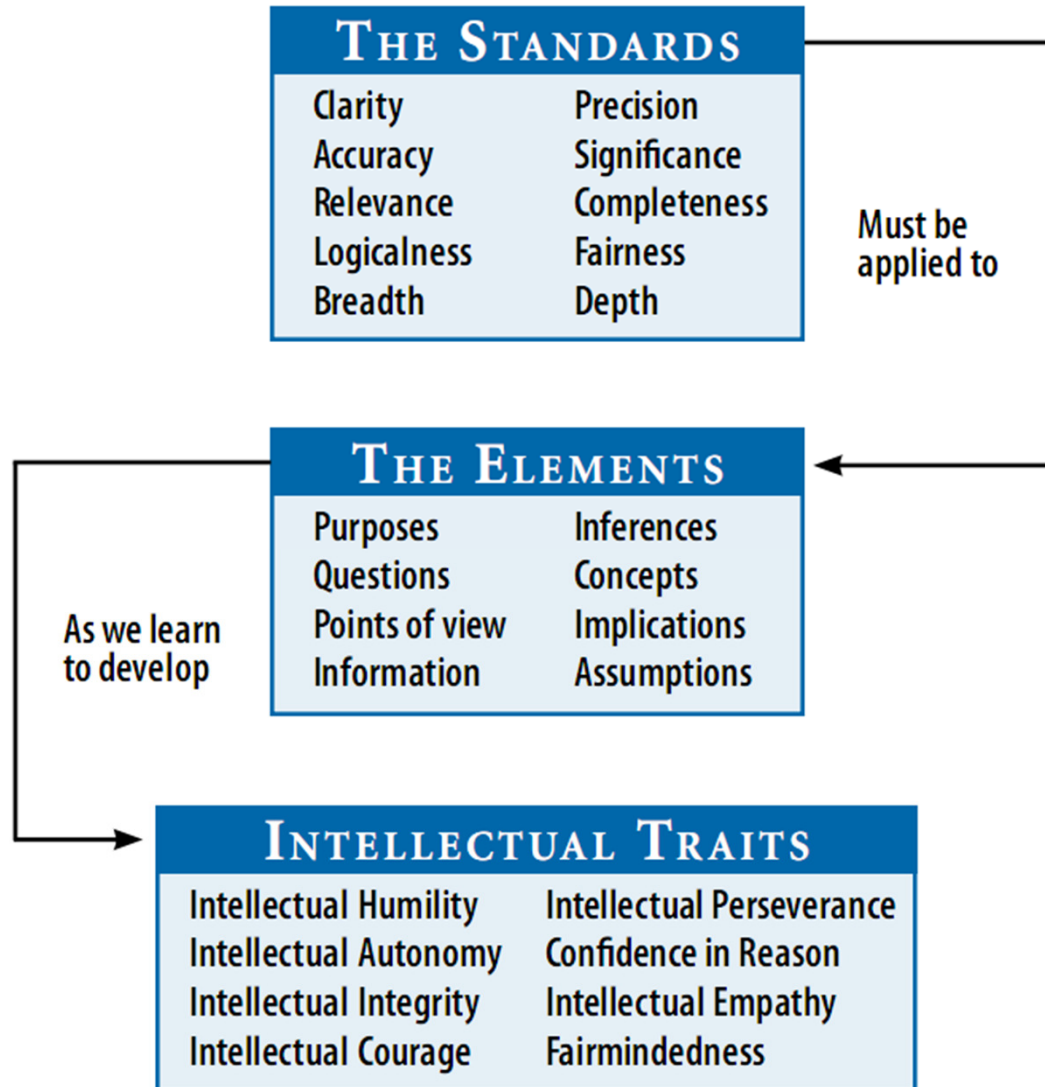 THE STANDARDS
Clarity Precision
Accuracy Significance
Relevance Completeness
Logicalness Fairness
Breadth Depth
Must be
applied to
THE ELEMENTS
Purposes Inferences
Questions Concepts
Points of view Implications
Information Assumptions
As we learn
to develop
INTELLECTUAL TRAITS
Intellectual Humility Intellectual Perseverance
Intellectual Autonomy Confidence in Reason
Intellectual Integrity Intellectual Empathy
Intellectual Courage Fairmindedness